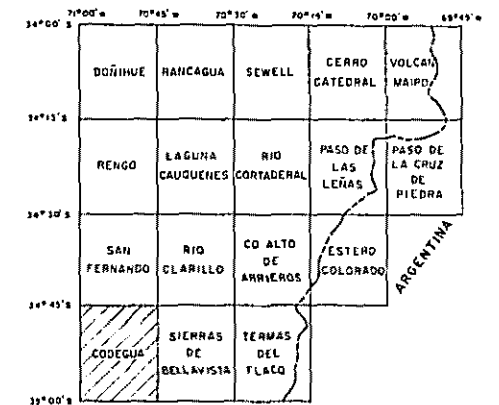 71°00' W 70°45' W 70°30' W 70°15' W 70°00' W 69°45' W
34°00' S
DOÑIHUE RANCAGUA SEWELL CERRO CATEDRAL VOLCAN MAIPO
34°15' S
RENGO LAGUNA CAUQUENES RIO CORTADERAL PASO DE LAS LEÑAS PASO DE LA CRUZ DE PIEDRA
34°30' S
SAN FERNANDO RIO CLARILLO CO ALTO DE ARRIEROS ESTERO COLORADO
ARGENTINA
34°45' S
CODEGUA SIERRAS DE BELLAVISTA TERMAS DEL FLACO
35°00' S